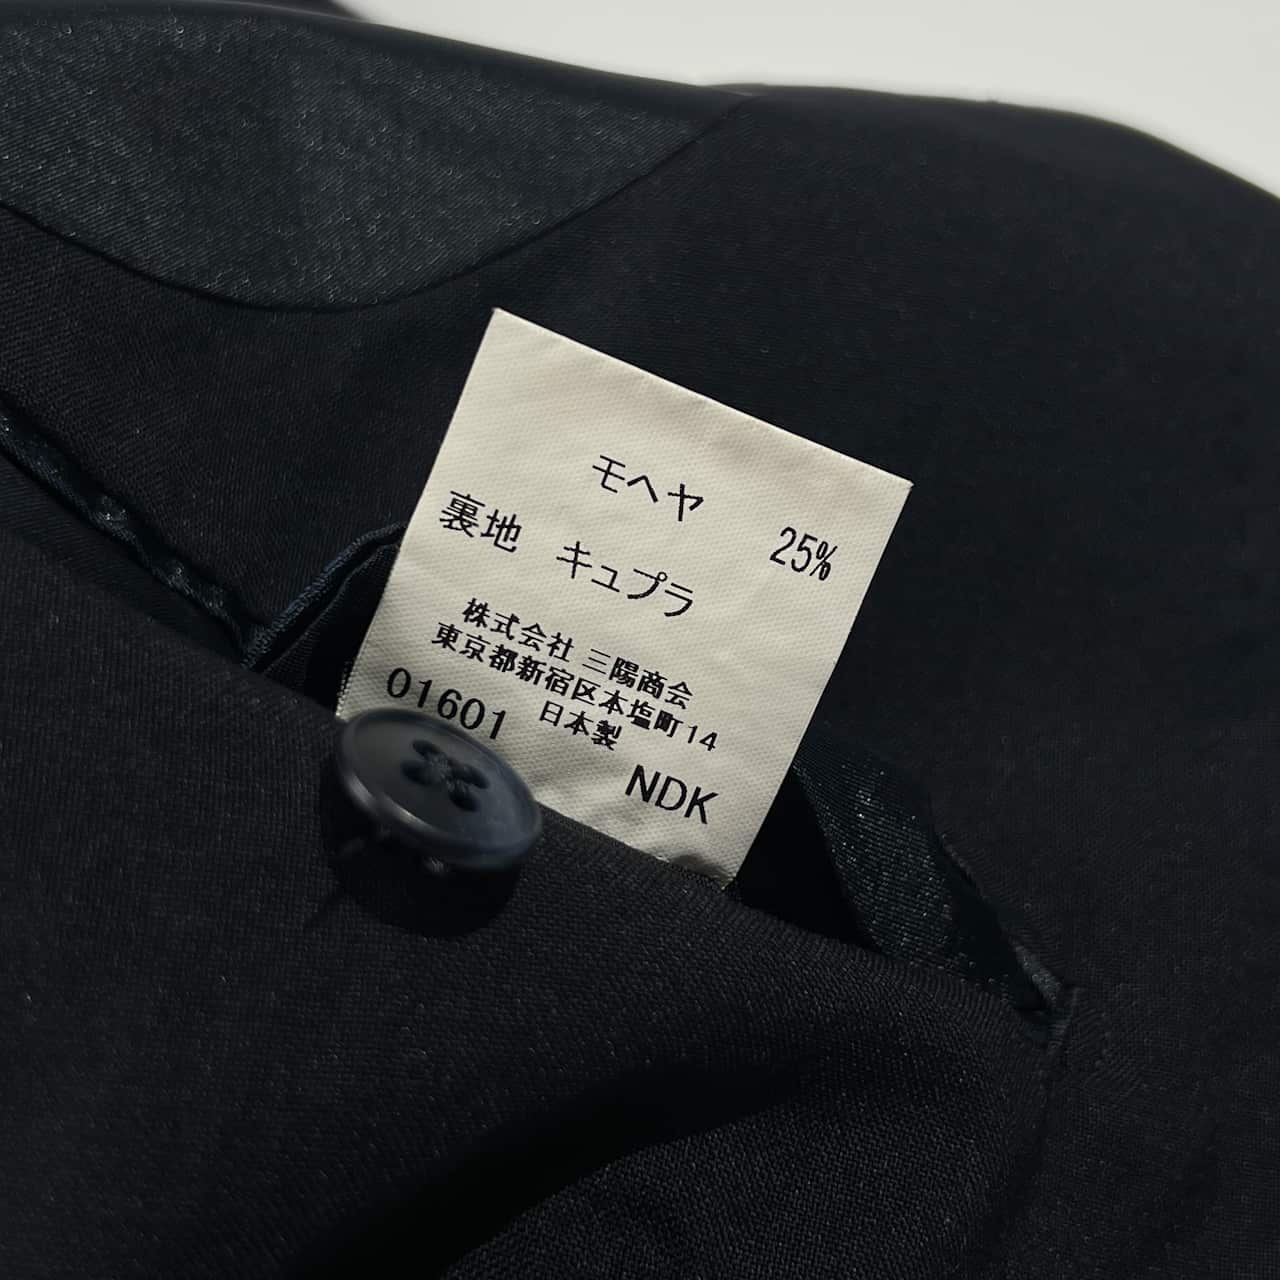 モヘヤ 25%
裏地 キュプラ
株式会社 三陽商会
東京都新宿区本塩町14
01601 日本製
NDK